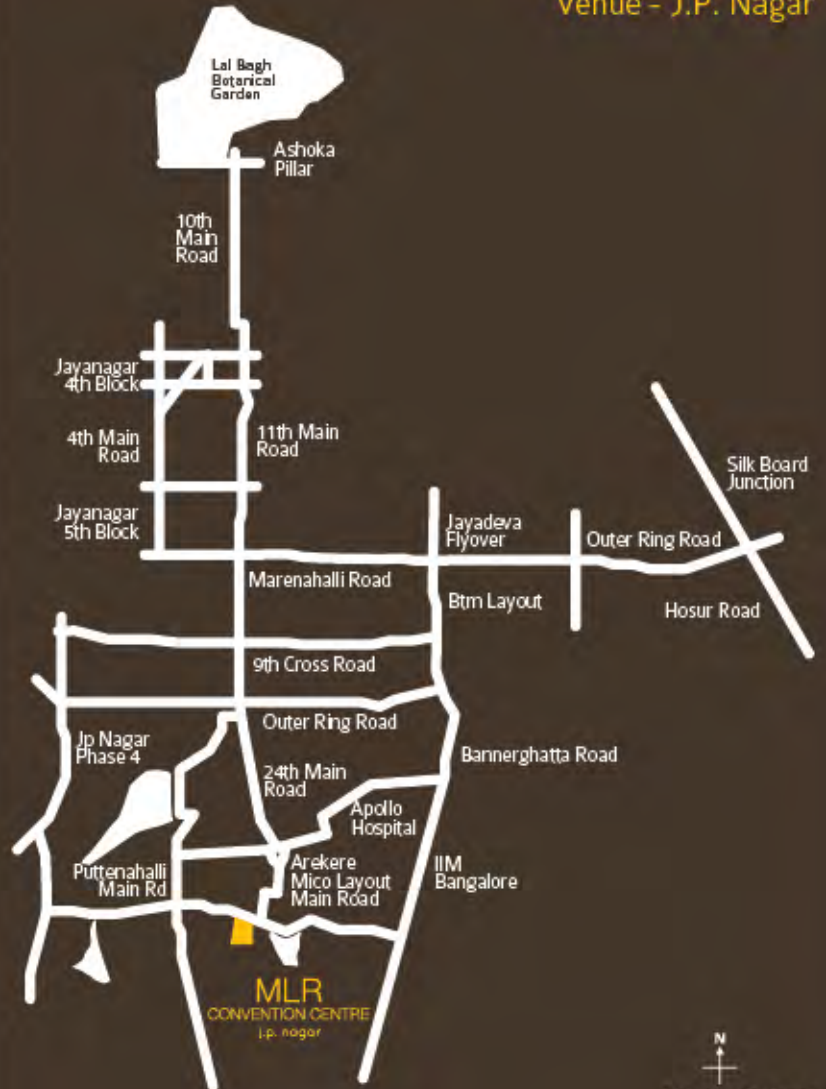 Venue - J.P. Nagar
Lal Bagh
Botanical
Garden
Ashoka
Pillar
10th
Main
Road
Jayanagar
4th Block
4th Main
Road
11th Main
Road
Silk Board
Junction
Jayanagar
5th Block
Jayadeva
Flyover
Outer Ring Road
Marenahalli Road
Btm Layout
Hosur Road
9th Cross Road
Outer Ring Road
Jp Nagar
Phase 4
Bannerghatta Road
24th Main
Road
Apollo
Hospital
Puttenahalli
Main Rd
Arekere
Mico Layout
Main Road
IIM
Bangalore
MLR
CONVENTION CENTRE
j.p. nagar
N